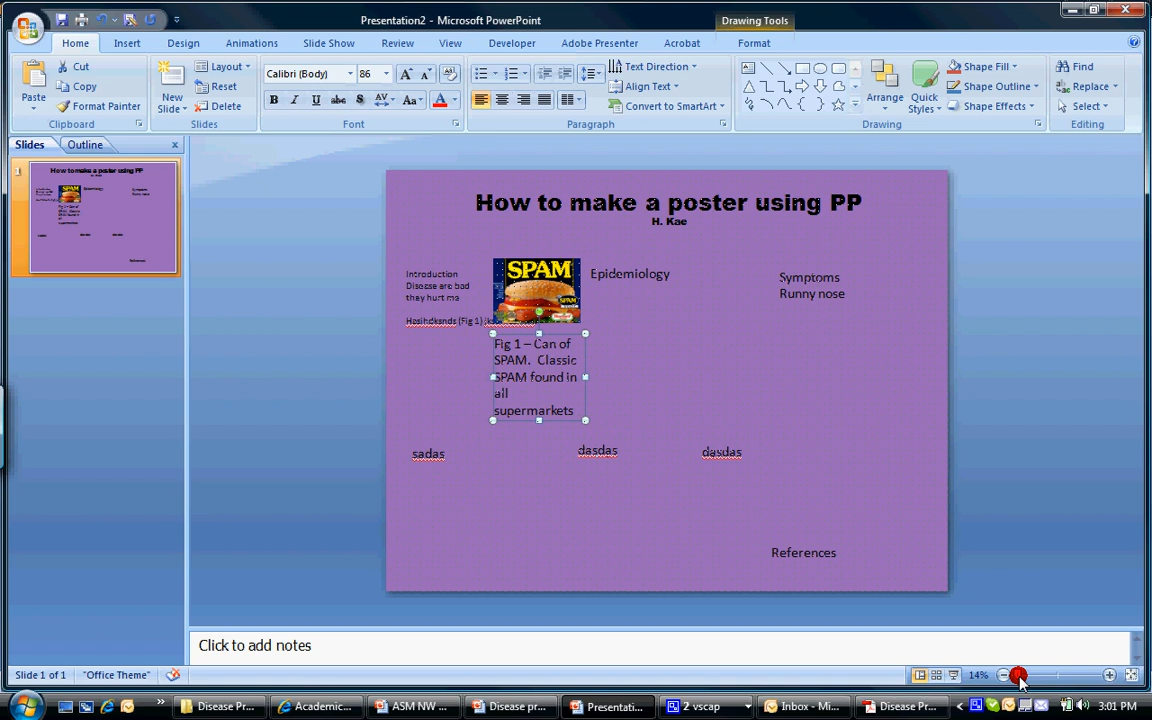 Presentation2 - Microsoft PowerPoint
Drawing Tools
Home Insert Design Animations Slide Show Review View Developer Adobe Presenter Acrobat Format
Paste
Cut
Copy
Format Painter
Clipboard
New Slide
Layout
Reset
Delete
Slides
Calibri (Body) 86
B I U abc S AV Aa A
Font
Text Direction
Align Text
Convert to SmartArt
Paragraph
Arrange
Quick Styles
Shape Fill
Shape Outline
Shape Effects
Drawing
Find
Replace
Select
Editing
Slides Outline
1
How to make a poster using PP
H. Kae
Introduction
Disease are bad
they hurt ma
SPAM
Epidemiology
Symptoms
Runny nose
Fig 1 – Can of
SPAM. Classic
SPAM found in
all
supermarkets
sadas
dasdas
dasdas
References
Click to add notes
Slide 1 of 1 "Office Theme" 14%
Disease Pr... Academic... ASM NW ... Disease pr... Presentati... 2 vscap Inbox - Mi... Disease Pr... 3:01 PM